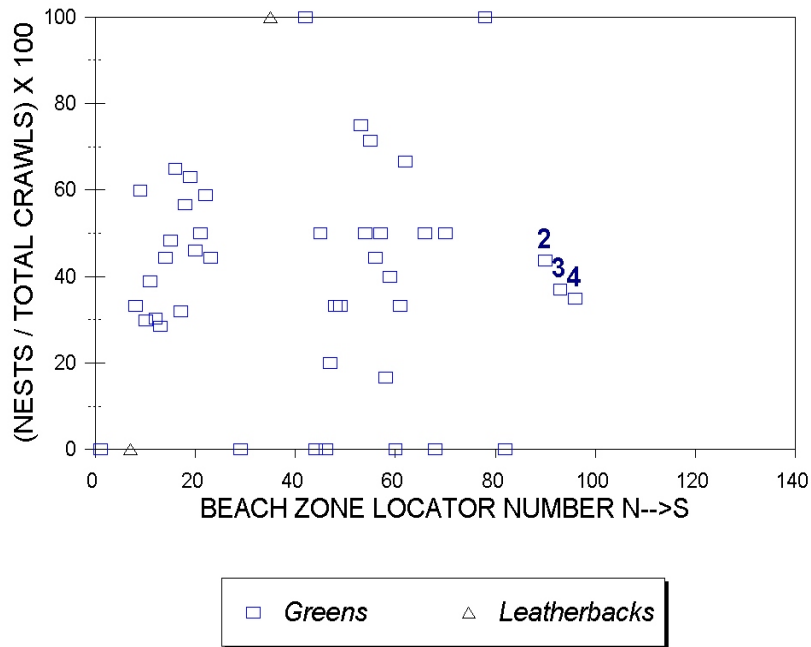 (NESTS / TOTAL CRAWLS) X 100
100
80
60
40
20
0
2
3
4
0 20 40 60 80 100 120 140
BEACH ZONE LOCATOR NUMBER N-->S
Greens Leatherbacks